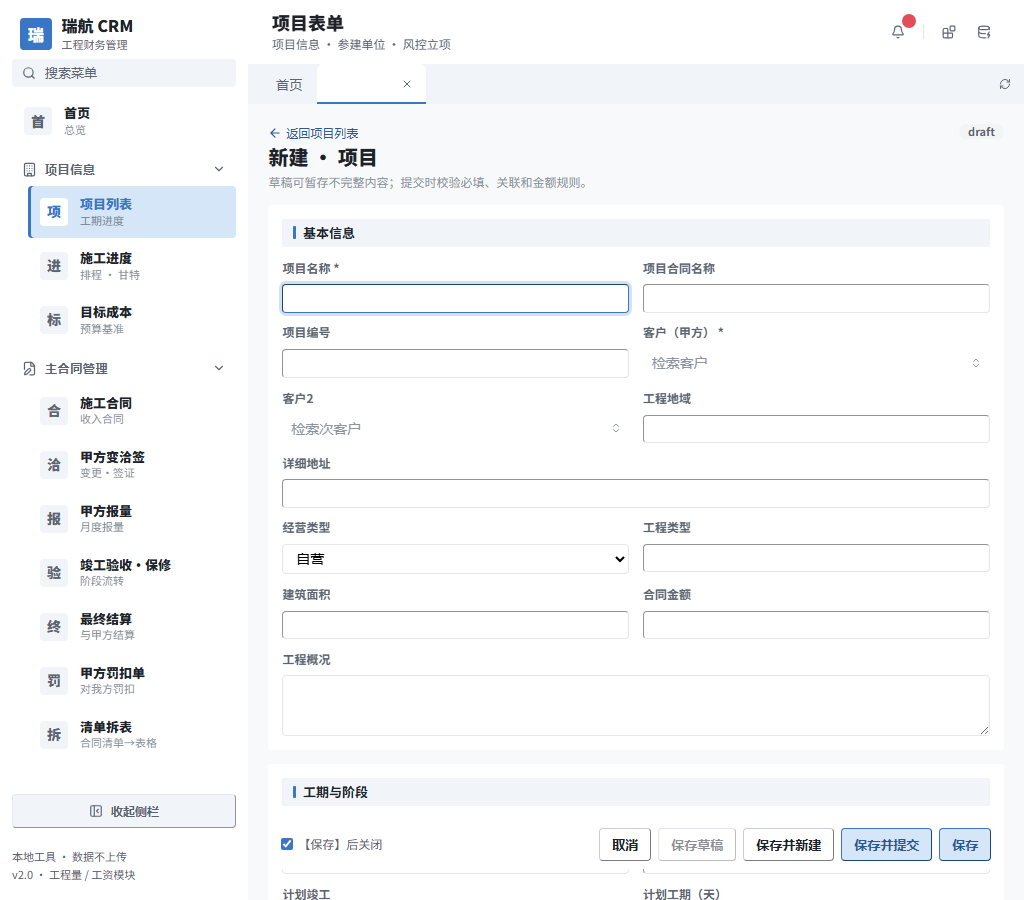 瑞
瑞航 CRM
工程财务管理
搜索菜单
首
首页
总览
项目信息
项
项目列表
工期进度
进
施工进度
排程 · 甘特
标
目标成本
预算基准
主合同管理
合
施工合同
收入合同
洽
甲方变洽签
变更·签证
报
甲方报量
月度报量
验
竣工验收·保修
阶段流转
终
最终结算
与甲方结算
罚
甲方罚扣单
对我方罚扣
拆
清单拆表
合同清单→表格
收起侧栏
本地工具 · 数据不上传
v2.0 · 工程量 / 工资模块
项目表单
项目信息 · 参建单位 · 风控立项
首页
返回项目列表
draft
新建 · 项目
草稿可暂存不完整内容；提交时校验必填、关联和金额规则。
基本信息
项目名称 *
项目合同名称
项目编号
客户（甲方） *
检索客户
客户2
检索次客户
工程地域
详细地址
经营类型
自营
工程类型
建筑面积
合同金额
工程概况
工期与阶段
【保存】后关闭
取消
保存草稿
保存并新建
保存并提交
保存
计划竣工
计划工期（天）